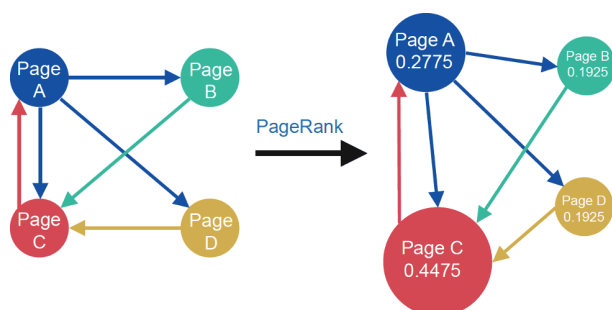 Page
A
Page
B
Page
C
Page
D
PageRank
Page A
0.2775
Page B
0.1925
Page C
0.4475
Page D
0.1925